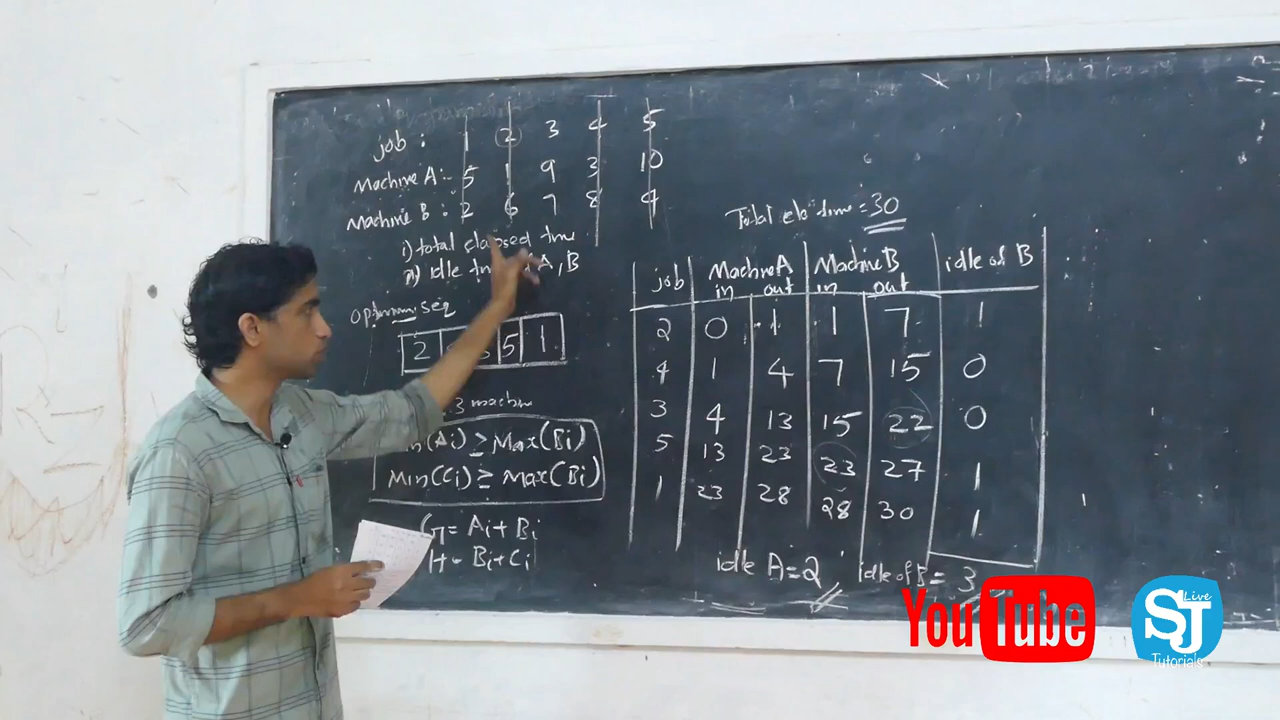 job : 1 2 3 4 5
Machine A :- 5 1 9 3 10
Machine B : 2 6 7 8 4
i) total elapsed time
ii) Idle A, B
optimum seq
2 5 1
3 machine
Min(Ai) ≥ Max(Bi)
Min(Ci) ≥ Max(Bi)
G = Ai + Bi
H = Bi + Ci
Total ela time = 30
job Machine A Machine B idle of B
in out in out
2 0 1 1 7 1
4 1 4 7 15 0
3 4 13 15 22 0
5 13 23 23 27 1
1 23 28 28 30 1
idle A = 2 idle of B = 3
YouTube
SJ Live
Tutorials